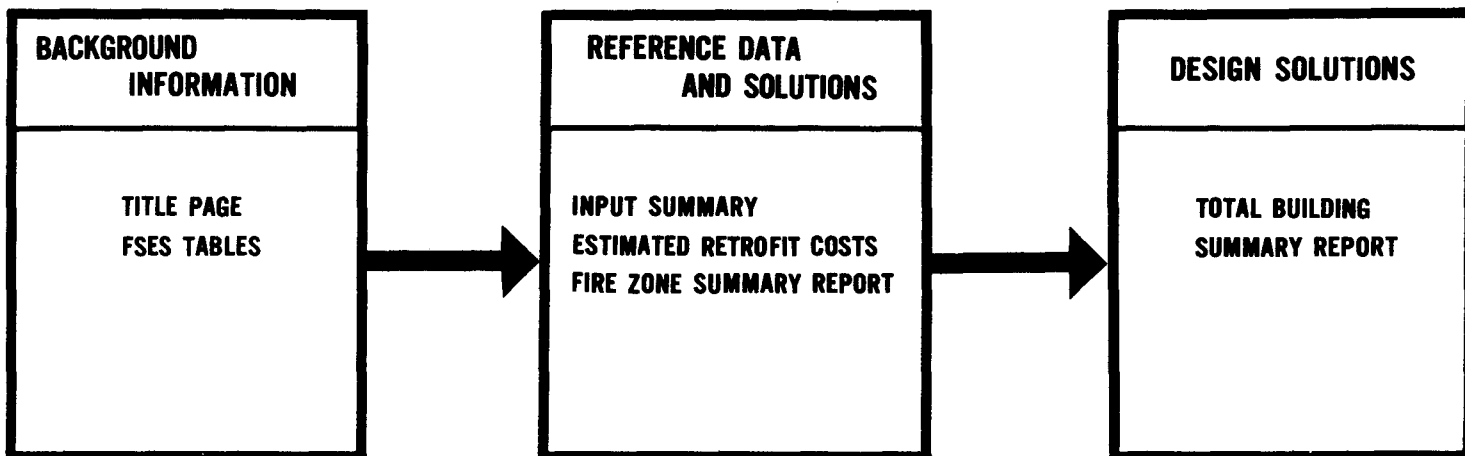 BACKGROUND
INFORMATION
TITLE PAGE
FSES TABLES
REFERENCE DATA
AND SOLUTIONS
INPUT SUMMARY
ESTIMATED RETROFIT COSTS
FIRE ZONE SUMMARY REPORT
DESIGN SOLUTIONS
TOTAL BUILDING
SUMMARY REPORT